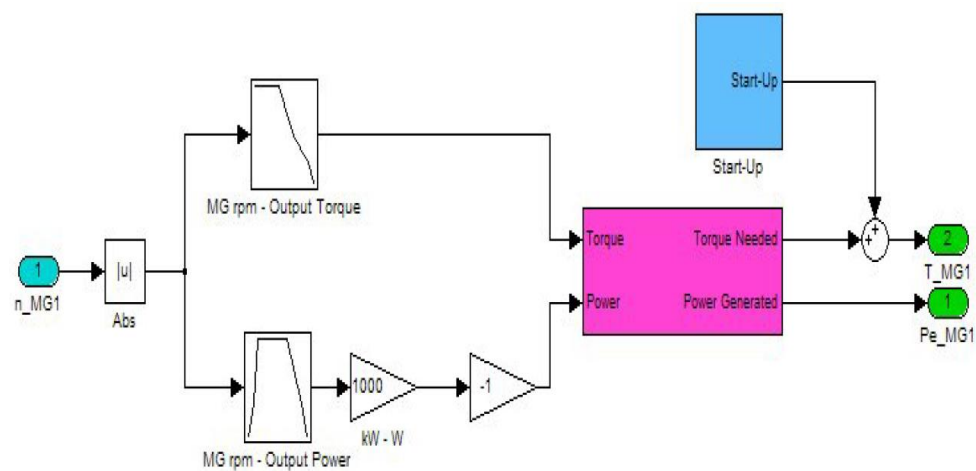 Start-Up
Start-Up
MG rpm - Output Torque
Torque
Torque Needed
+
+
2
T_MG1
1
n_MG1
|u|
Abs
Power
Power Generated
1
Pe_MG1
1000
-1
kW - W
MG rpm - Output Power